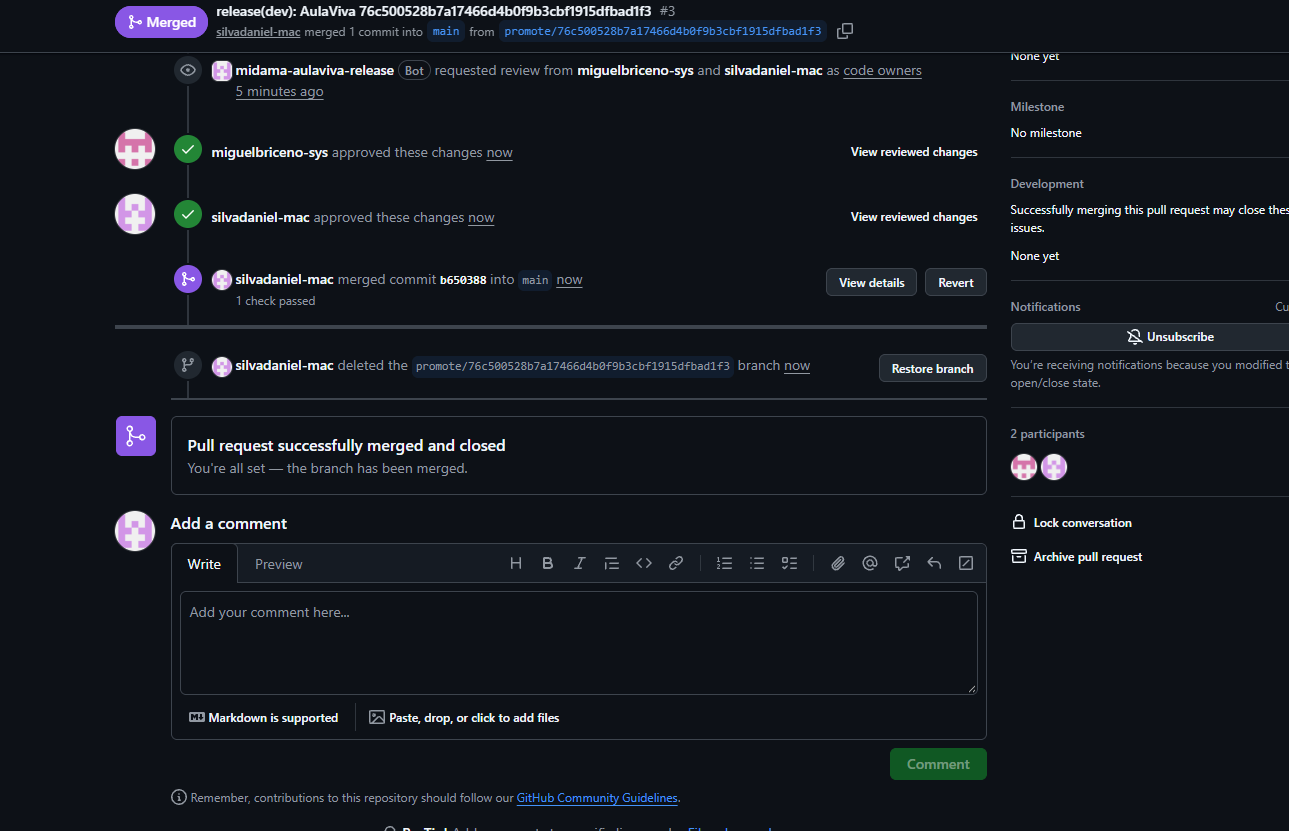 Merged
release(dev): AulaViva 76c500528b7a17466d4b0f9b3cbf1915dfbad1f3 #3
silvadaniel-mac merged 1 commit into main from promote/76c500528b7a17466d4b0f9b3cbf1915dfbad1f3
midama-aulaviva-release Bot requested review from miguelbriceno-sys and silvadaniel-mac as code owners
5 minutes ago
miguelbriceno-sys approved these changes now
View reviewed changes
silvadaniel-mac approved these changes now
View reviewed changes
silvadaniel-mac merged commit b650388 into main now
1 check passed
View details
Revert
silvadaniel-mac deleted the promote/76c500528b7a17466d4b0f9b3cbf1915dfbad1f3 branch now
Restore branch
Pull request successfully merged and closed
You're all set — the branch has been merged.
Add a comment
Write
Preview
Add your comment here...
Markdown is supported
Paste, drop, or click to add files
Comment
Remember, contributions to this repository should follow our GitHub Community Guidelines.
None yet
Milestone
No milestone
Development
Successfully merging this pull request may close thes
issues.
None yet
Notifications
Cu
Unsubscribe
You're receiving notifications because you modified t
open/close state.
2 participants
Lock conversation
Archive pull request